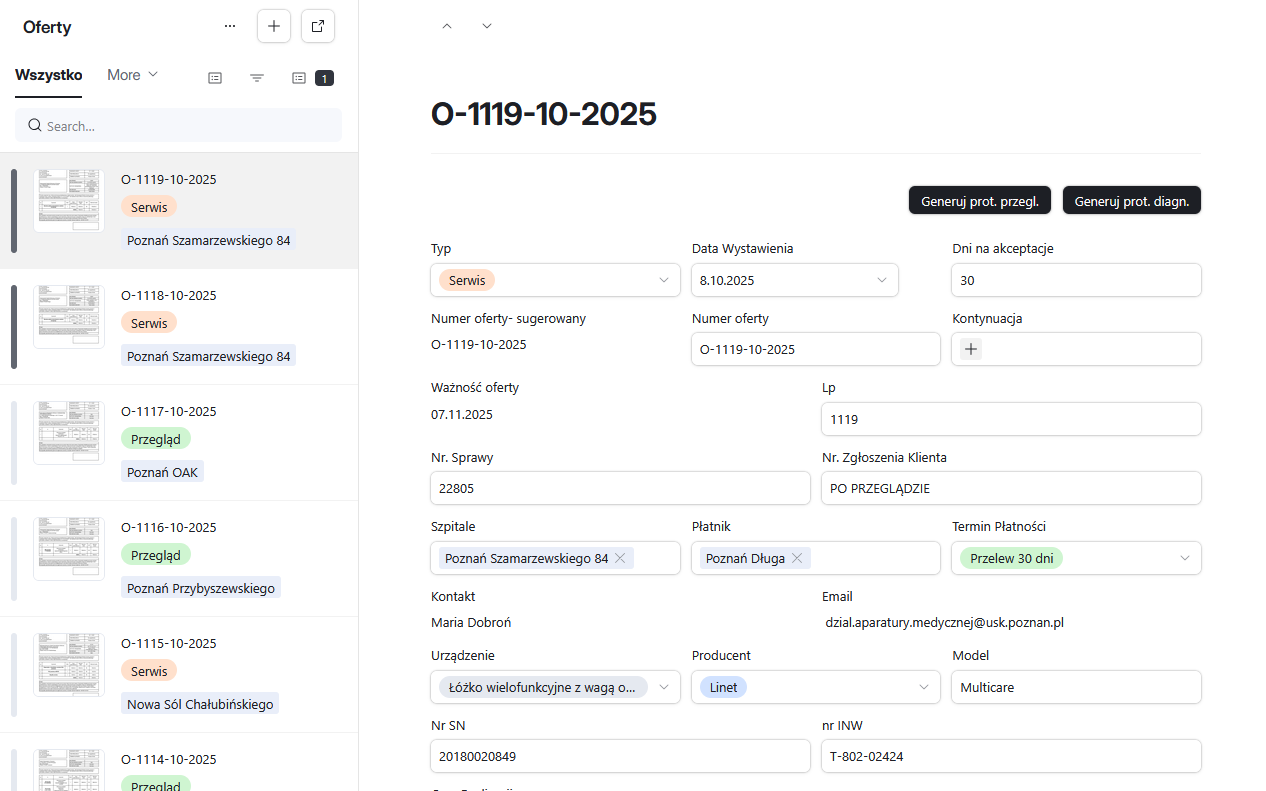 Oferty
Wszystko
More
1
Search...
O-1119-10-2025
Serwis
Poznań Szamarzewskiego 84
O-1118-10-2025
Serwis
Poznań Szamarzewskiego 84
O-1117-10-2025
Przegląd
Poznań OAK
O-1116-10-2025
Przegląd
Poznań Przybyszewskiego
O-1115-10-2025
Serwis
Nowa Sól Chałubińskiego
O-1114-10-2025
Przegląd
O-1119-10-2025
Generuj prot. przegl. Generuj prot. diagn.
Typ Data Wystawienia Dni na akceptacje
Serwis 8.10.2025 30
Numer oferty- sugerowany Numer oferty Kontynuacja
O-1119-10-2025 O-1119-10-2025
Ważność oferty Lp
07.11.2025 1119
Nr. Sprawy Nr. Zgłoszenia Klienta
22805 PO PRZEGLĄDZIE
Szpitale Płatnik Termin Płatności
Poznań Szamarzewskiego 84 Poznań Długa Przelew 30 dni
Kontakt Email
Maria Dobroń dzial.aparatury.medycznej@usk.poznan.pl
Urządzenie Producent Model
Łóżko wielofunkcyjne z wagą o... Linet Multicare
Nr SN nr INW
20180020849 T-802-02424